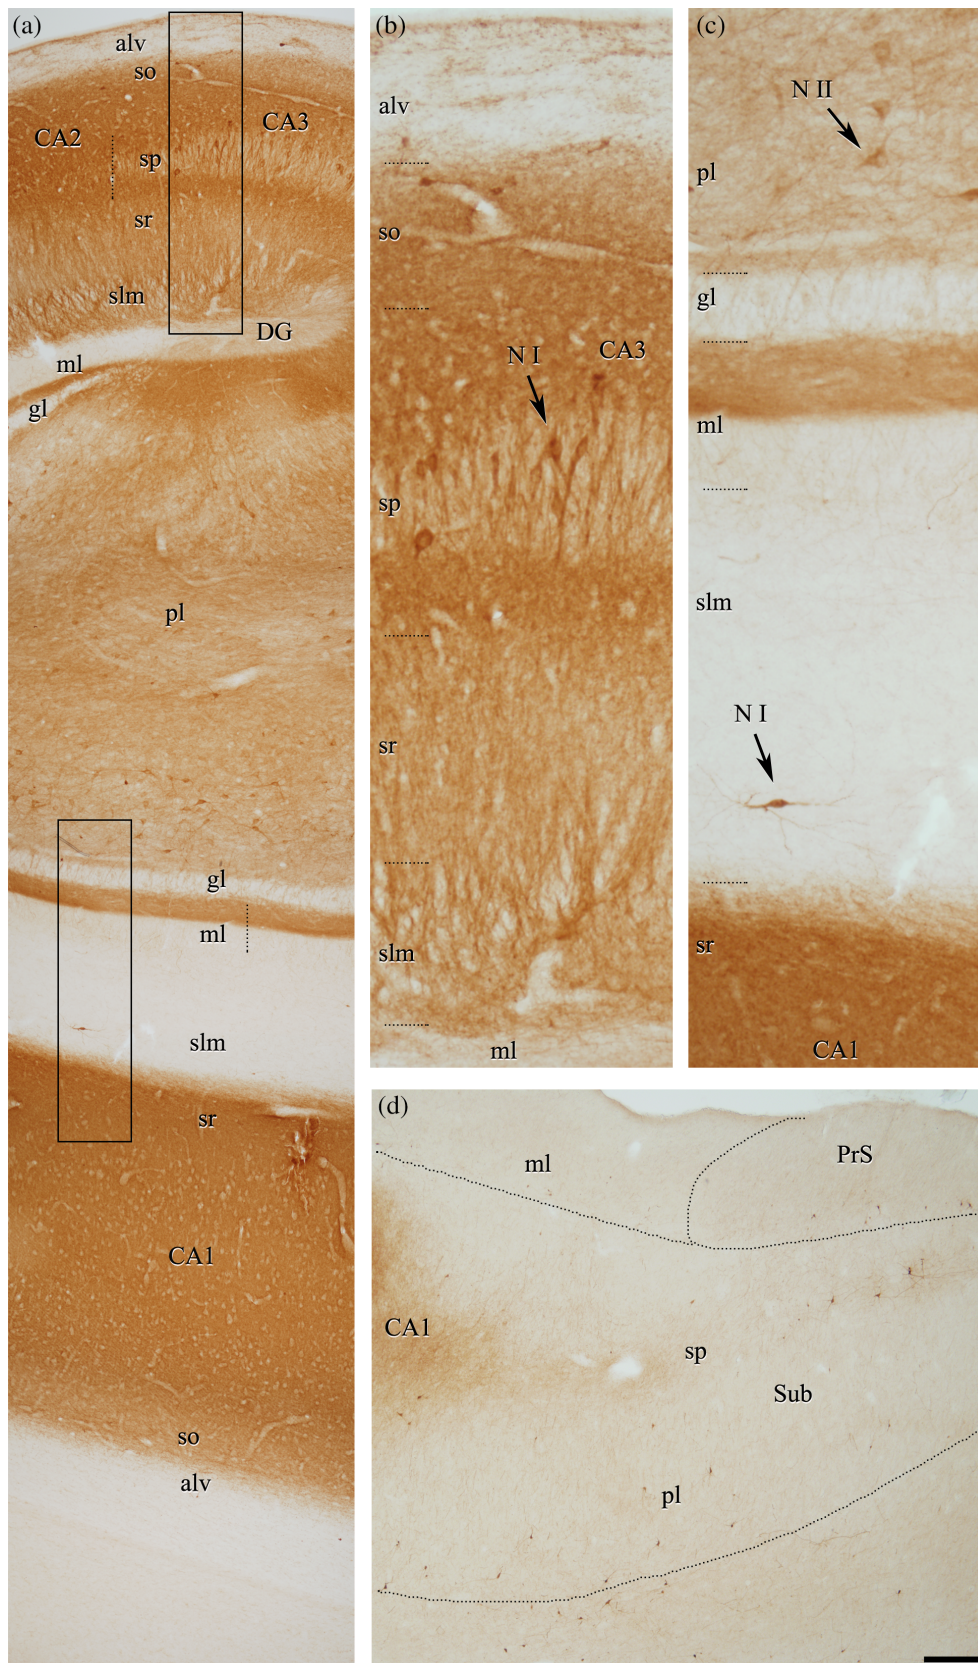 (a)
alv
so
CA2
CA3
sp
sr
slm
DG
ml
gl
pl
gl
ml
slm
sr
CA1
so
alv
(b)
alv
so
CA3
N I
sp
sr
slm
ml
(c)
N II
pl
gl
ml
slm
N I
sr
CA1
(d)
ml
PrS
CA1
sp
Sub
pl